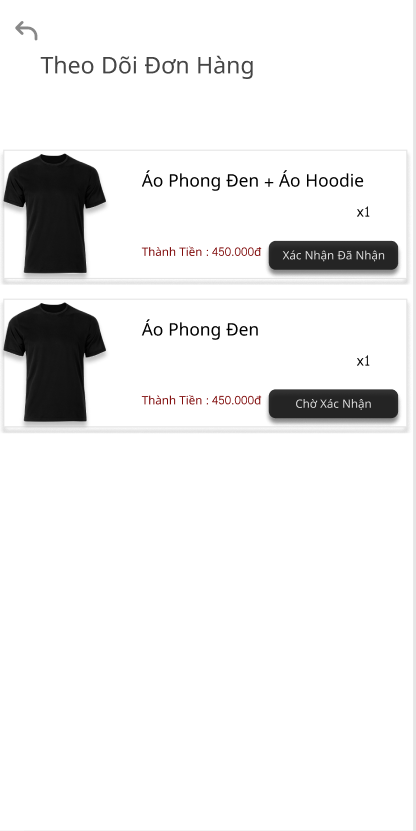 Theo Dõi Đơn Hàng
Áo Phong Đen + Áo Hoodie
x1
Thành Tiền : 450.000đ
Xác Nhận Đã Nhận
Áo Phong Đen
x1
Thành Tiền : 450.000đ
Chờ Xác Nhận